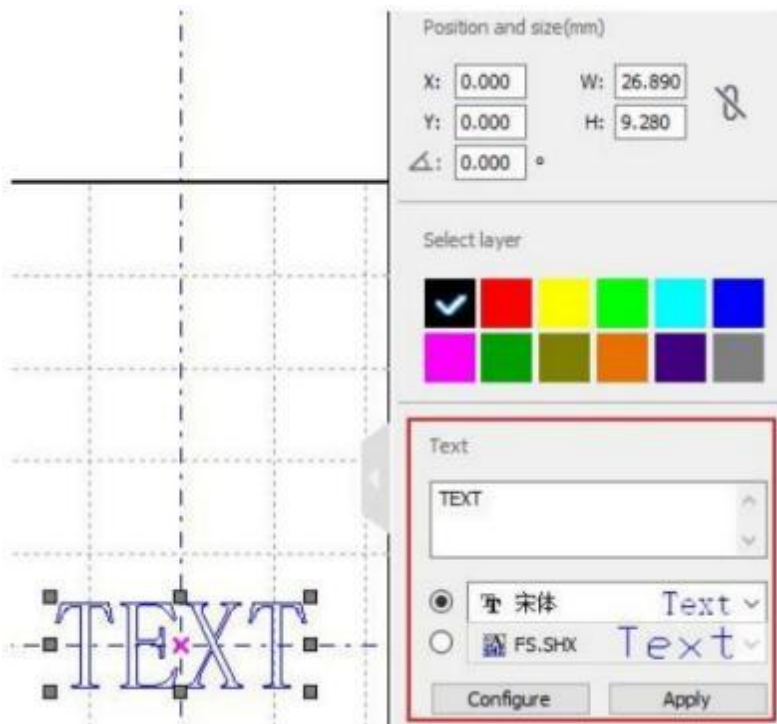 Position and size(mm)
X: 0.000 W: 26.890
Y: 0.000 H: 9.280
∡: 0.000 °
Select layer
Text
TEXT
宋体 Text
FS.SHX Text
Configure Apply
TEXT